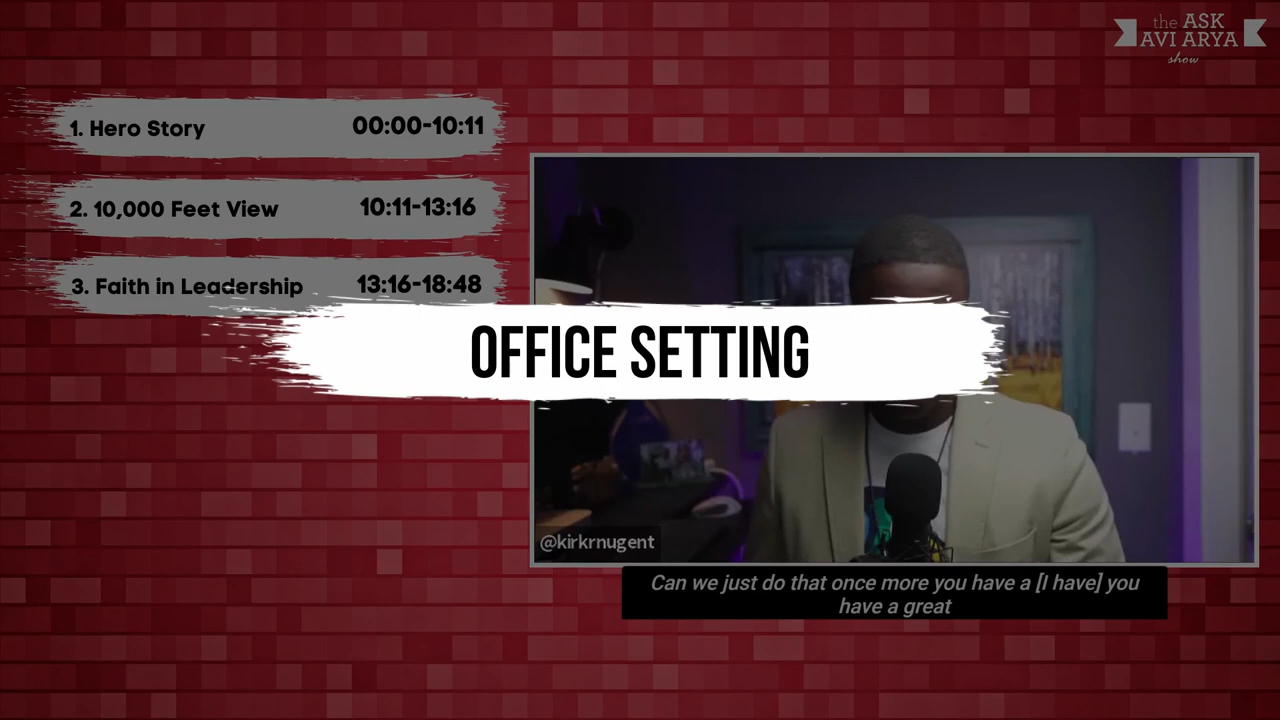 the ASK
AVI ARYA
show
1. Hero Story 00:00-10:11
2. 10,000 Feet View 10:11-13:16
3. Faith in Leadership 13:16-18:48
OFFICE SETTING
@kirkrnugent
Can we just do that once more you have a [I have] you
have a great